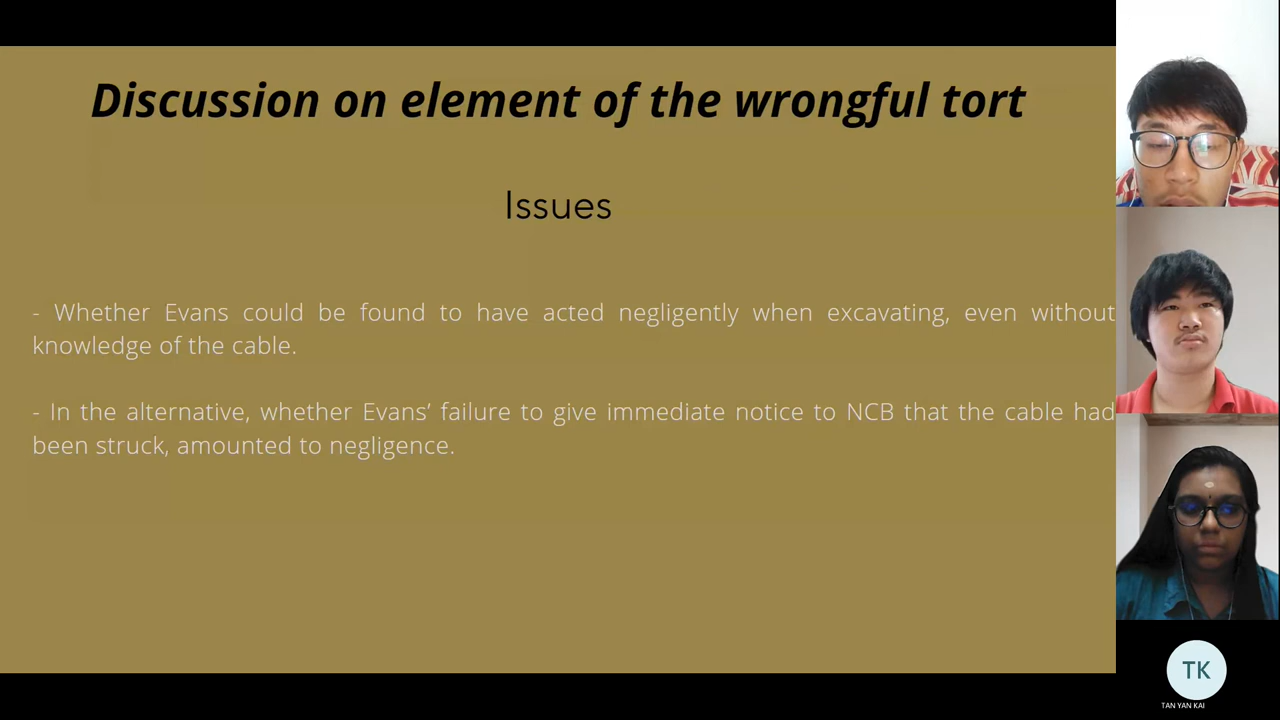 Discussion on element of the wrongful tort
Issues
- Whether Evans could be found to have acted negligently when excavating, even without
knowledge of the cable.
- In the alternative, whether Evans’ failure to give immediate notice to NCB that the cable had
been struck, amounted to negligence.
TK
TAN YAN KAI